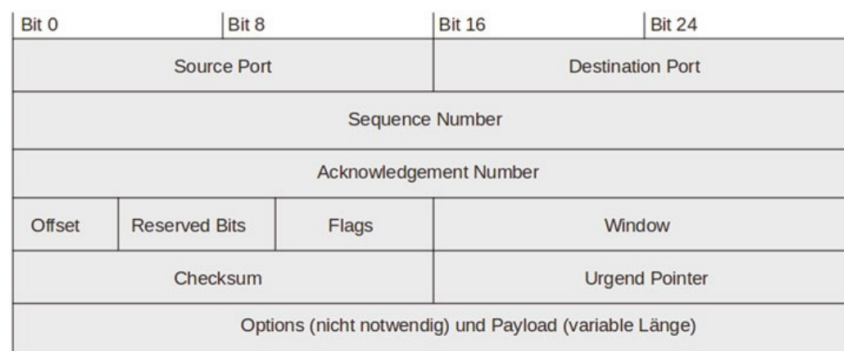 Bit 0 Bit 8 Bit 16 Bit 24
Source Port Destination Port
Sequence Number
Acknowledgement Number
Offset Reserved Bits Flags Window
Checksum Urgend Pointer
Options (nicht notwendig) und Payload (variable Länge)